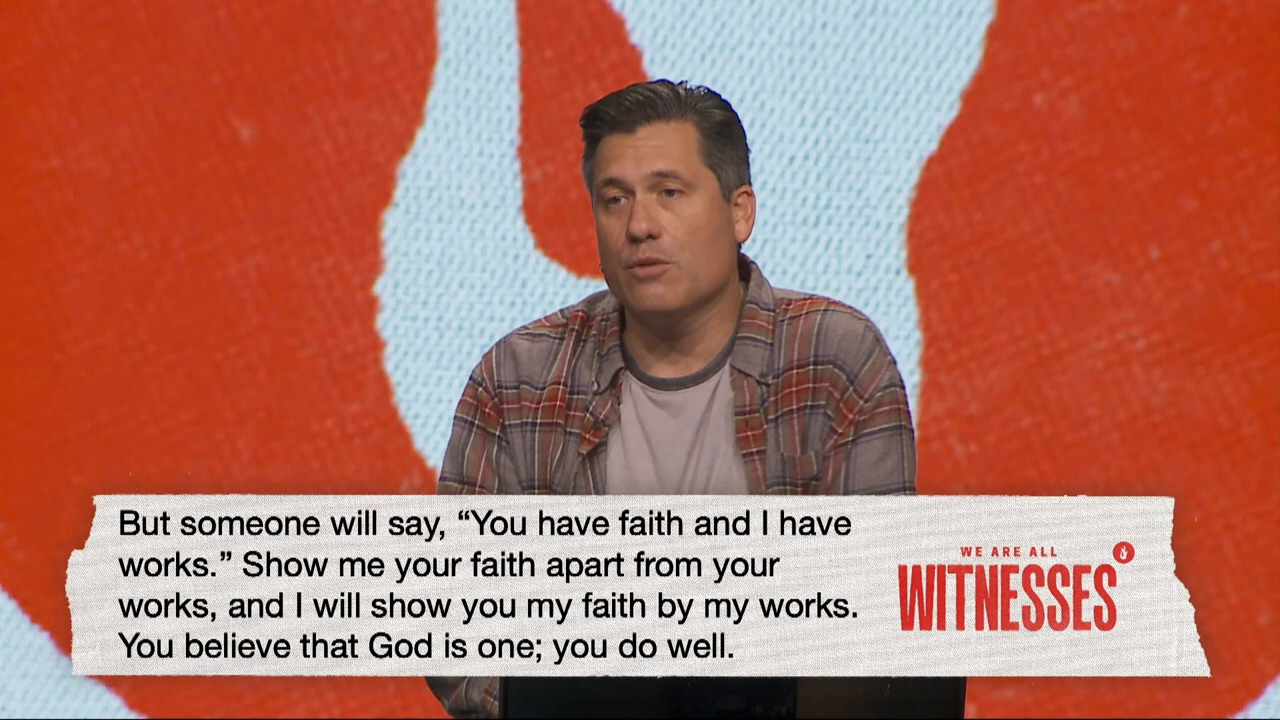 But someone will say, “You have faith and I have
works.” Show me your faith apart from your
works, and I will show you my faith by my works.
You believe that God is one; you do well.
WE ARE ALL
WITNESSES